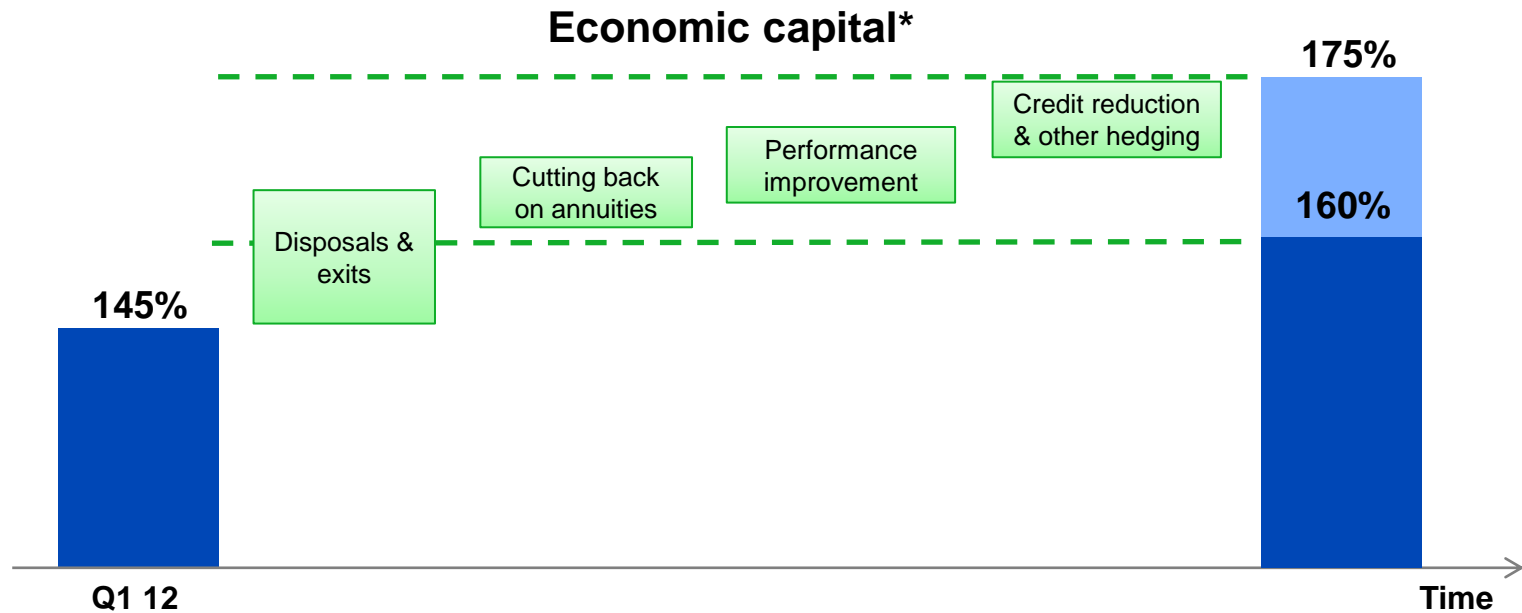 Economic capital*
175%
Credit reduction
& other hedging
Performance
improvement
Cutting back
on annuities
160%
Disposals &
exits
145%
Q1 12
Time